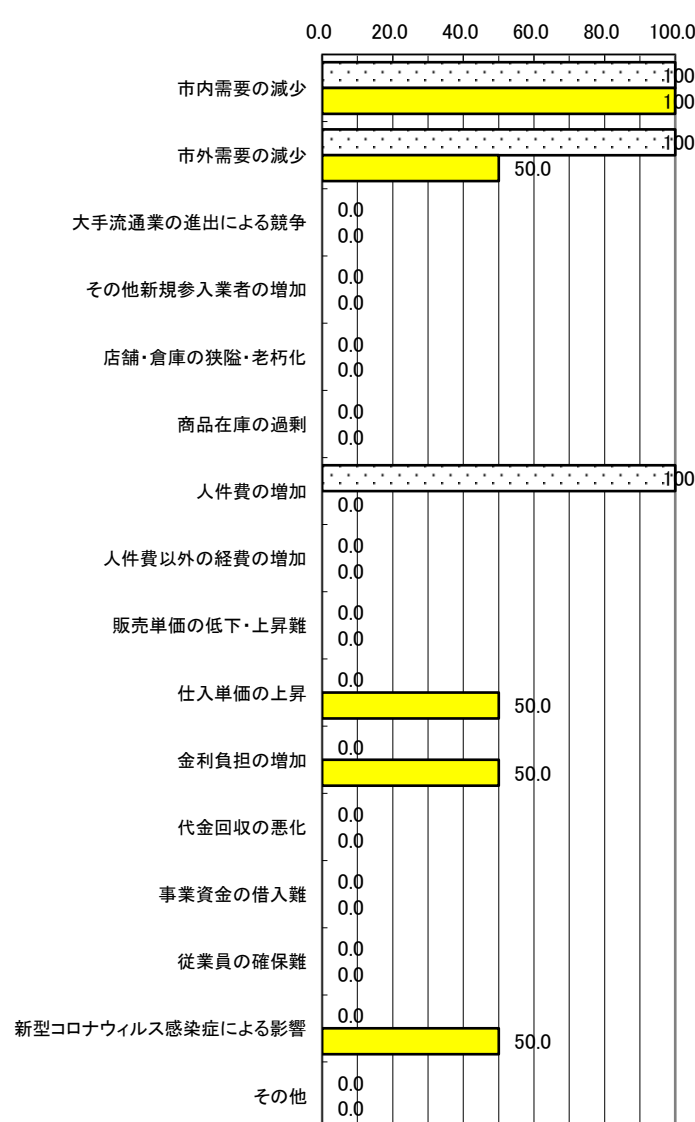 0.0 20.0 40.0 60.0 80.0 100.0
市内需要の減少
100
100
市外需要の減少
100
50.0
大手流通業の進出による競争
0.0
0.0
その他新規参入業者の増加
0.0
0.0
店舗・倉庫の狭隘・老朽化
0.0
0.0
商品在庫の過剰
0.0
0.0
人件費の増加
100
0.0
人件費以外の経費の増加
0.0
0.0
販売単価の低下・上昇難
0.0
0.0
仕入単価の上昇
0.0
50.0
金利負担の増加
0.0
50.0
代金回収の悪化
0.0
0.0
事業資金の借入難
0.0
0.0
従業員の確保難
0.0
0.0
新型コロナウィルス感染症による影響
0.0
50.0
その他
0.0
0.0